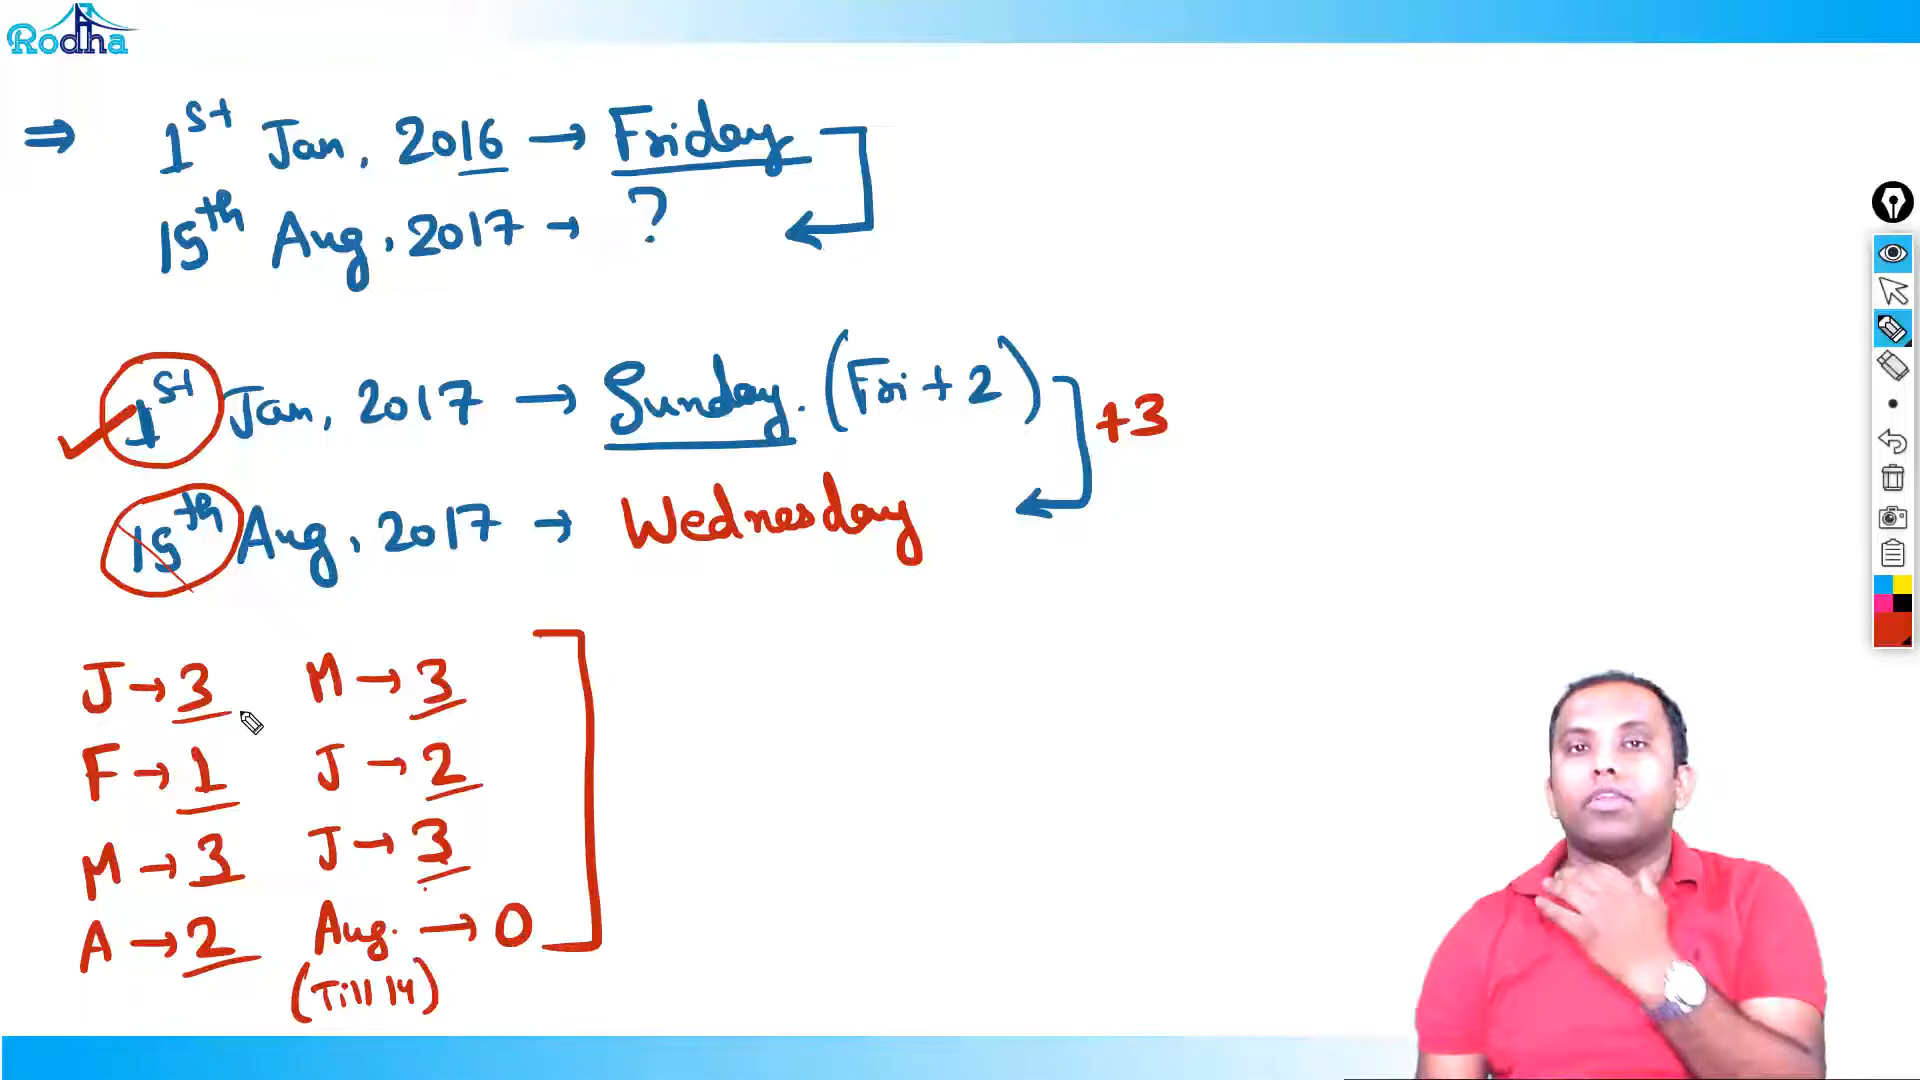 Rodha
⇒ 1st Jan, 2016 → Friday
15th Aug, 2017 → ?
1st Jan, 2017 → Sunday. (Fri + 2)
+3
15th Aug, 2017 → Wednesday
J → 3 M → 3
F → 1 J → 2
M → 3 J → 3
A → 2 Aug. → 0
(Till 14)